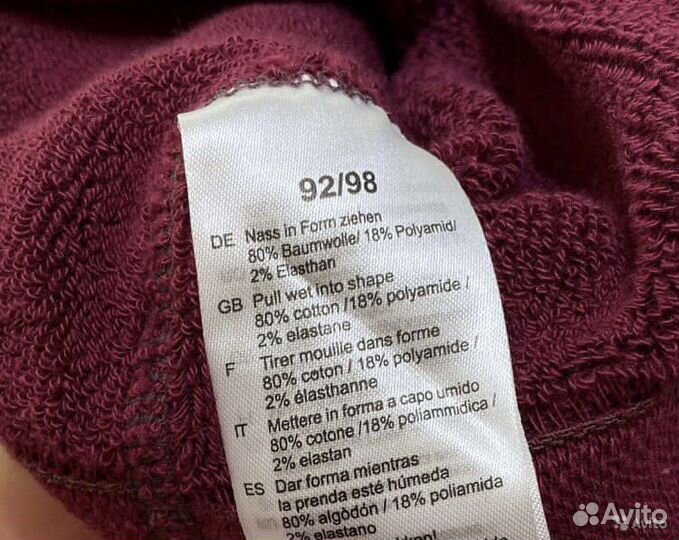 92/98
DE Nass in Form ziehen
80% Baumwolle/ 18% Polyamid/
2% Elasthan
GB Pull wet into shape
80% cotton /18% polyamide /
2% elastane
F Tirer mouille dans forme
80% coton / 18% polyamide /
2% élasthanne
IT Mettere in forma a capo umido
80% cotone /18% poliammidica /
2% elastan
ES Dar forma mientras
la prenda esté húmeda
80% algòdón / 18% poliamida
2% elastano
Avito
Avito